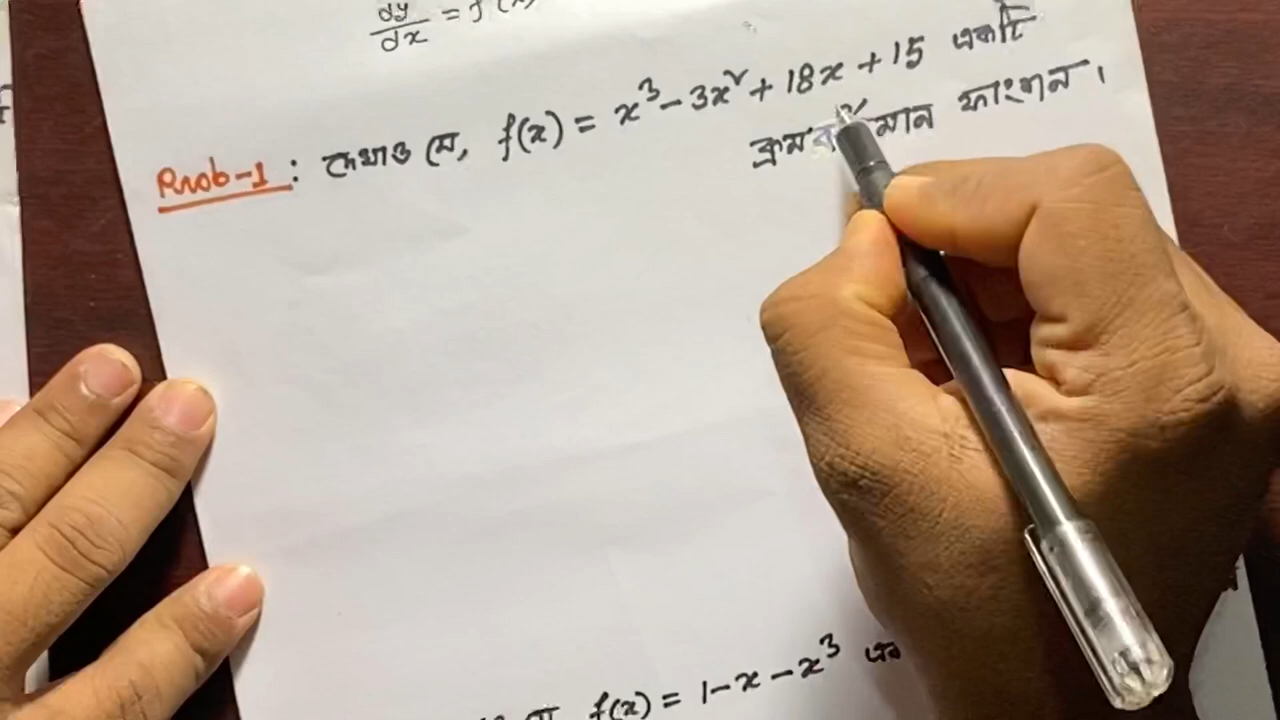 dy/dx = f
Prob-1 : দেখাও যে, f(x) = x³ - 3x² + 18x + 15 একটি
ক্রমবর্ধমান ফাংশন।
f(x) = 1 - x - x³